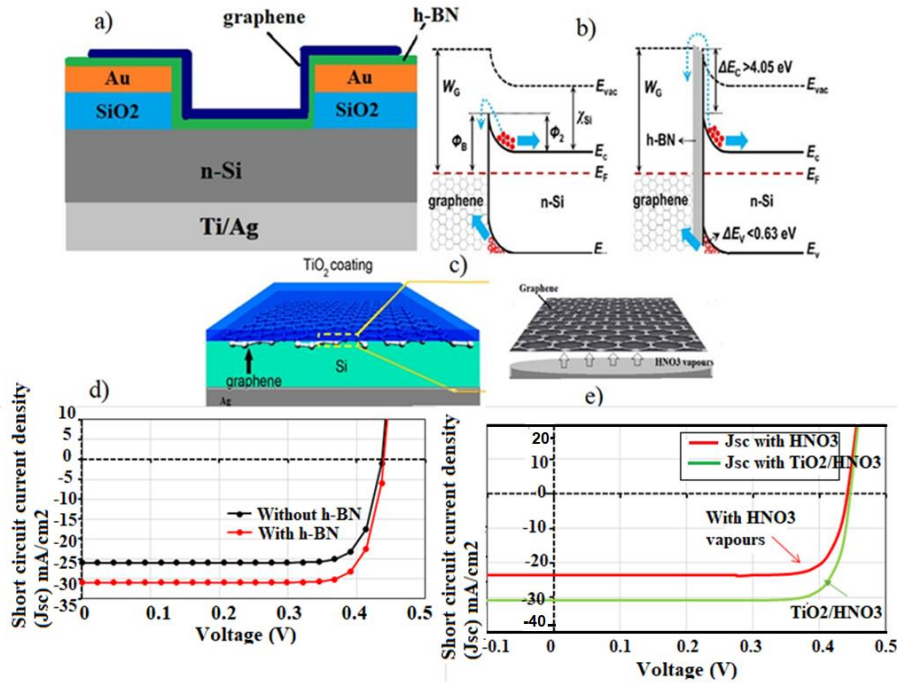 a)
graphene
h-BN
Au
Au
SiO2
SiO2
n-Si
Ti/Ag
b)
W_G
E_vac
χ_Si
Φ_B
Φ_2
E_c
E_F
graphene
n-Si
E_v
W_G
ΔE_C >4.05 eV
E_vac
h-BN
E_c
E_F
graphene
n-Si
ΔE_V <0.63 eV
E_v
c)
TiO2 coating
graphene
Si
Ag
Graphene
HNO3 vapours
d)
Short circuit current density
(Jsc) mA/cm2
10
5
0
-5
-10
-15
-20
-25
-30
-35
Without h-BN
With h-BN
0
0.1
0.2
0.3
0.4
0.5
Voltage (V)
e)
Short circuit current density
(Jsc) mA/cm2
20
10
0
-10
-20
-30
-40
Jsc with HNO3
Jsc with TiO2/HNO3
With HNO3
vapours
TiO2/HNO3
-0.1
0
0.1
0.2
0.3
0.4
0.5
Voltage (V)